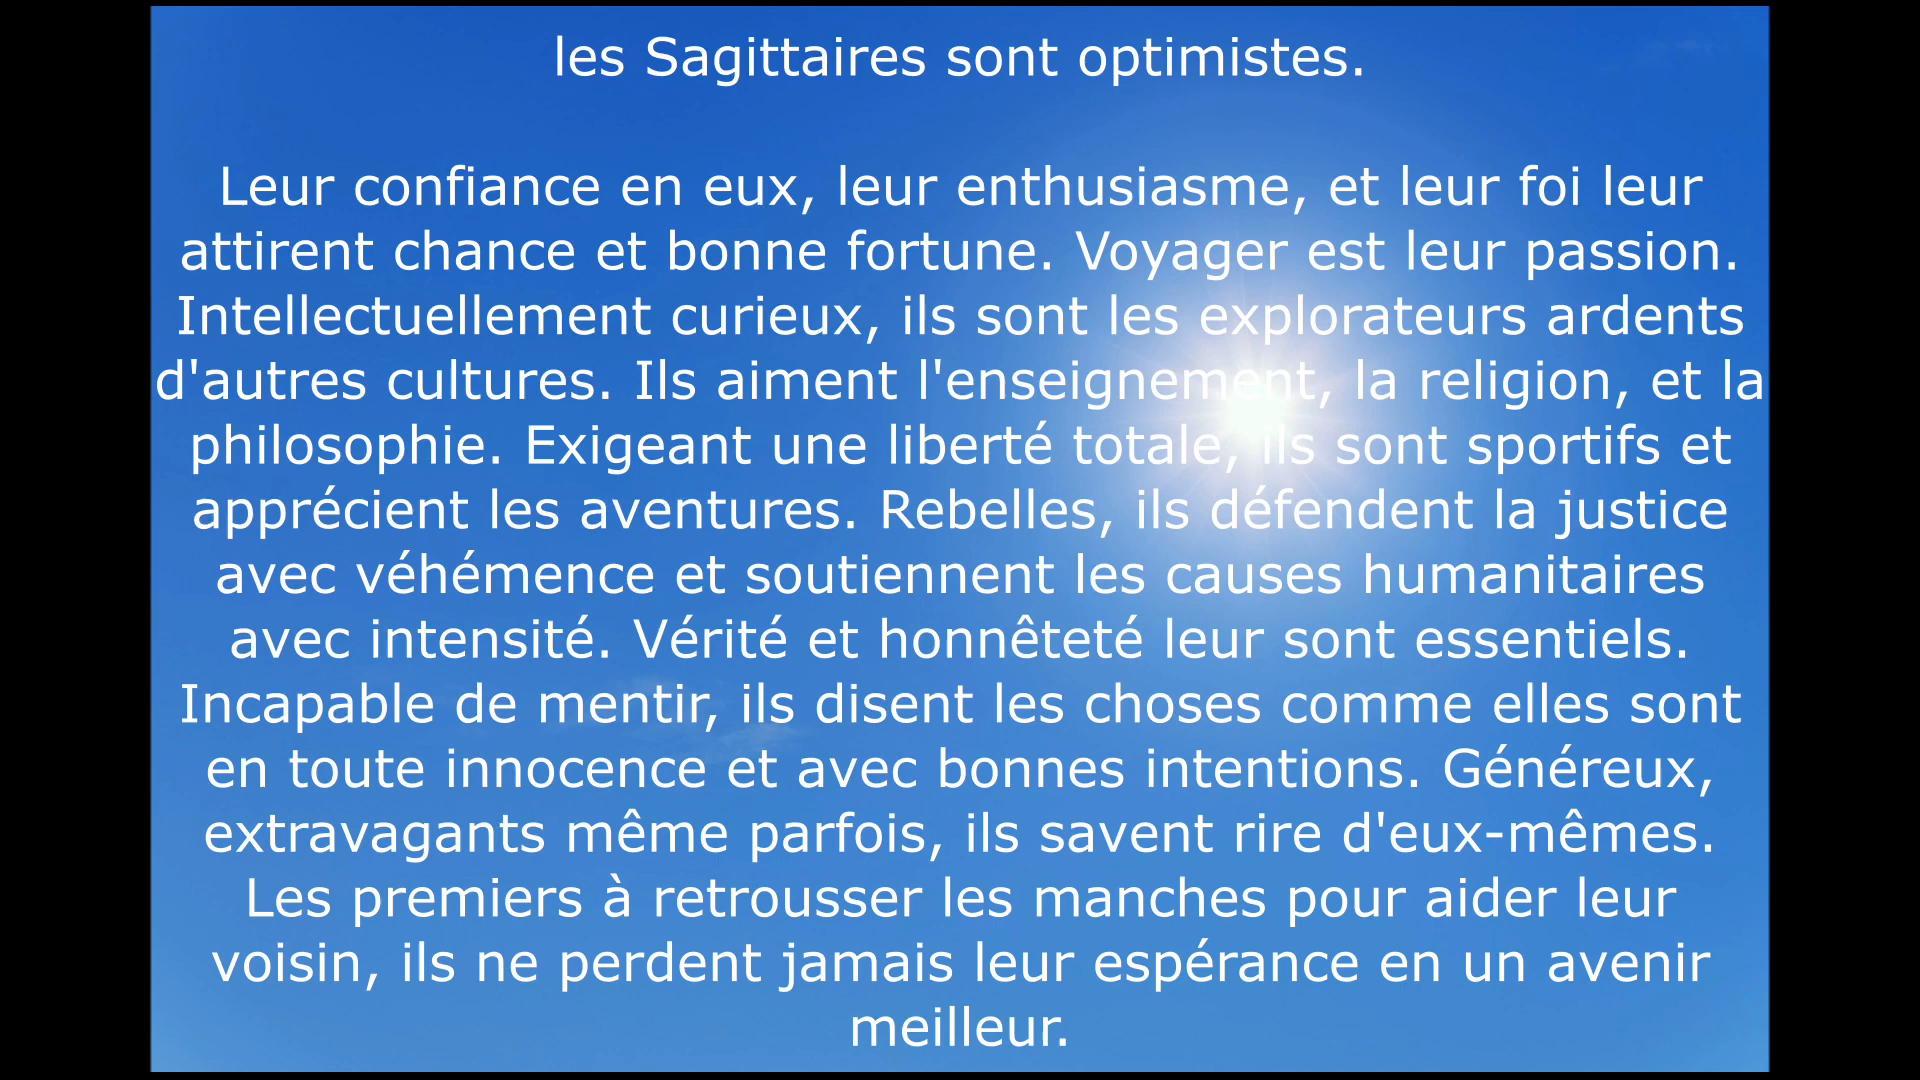 les Sagittaires sont optimistes.
Leur confiance en eux, leur enthusiasme, et leur foi leur
attirent chance et bonne fortune. Voyager est leur passion.
Intellectuellement curieux, ils sont les explorateurs ardents
d'autres cultures. Ils aiment l'enseignement, la religion, et la
philosophie. Exigeant une liberté totale, ils sont sportifs et
apprécient les aventures. Rebelles, ils défendent la justice
avec véhémence et soutiennent les causes humanitaires
avec intensité. Vérité et honnêteté leur sont essentiels.
Incapable de mentir, ils disent les choses comme elles sont
en toute innocence et avec bonnes intentions. Généreux,
extravagants même parfois, ils savent rire d'eux-mêmes.
Les premiers à retrousser les manches pour aider leur
voisin, ils ne perdent jamais leur espérance en un avenir
meilleur.